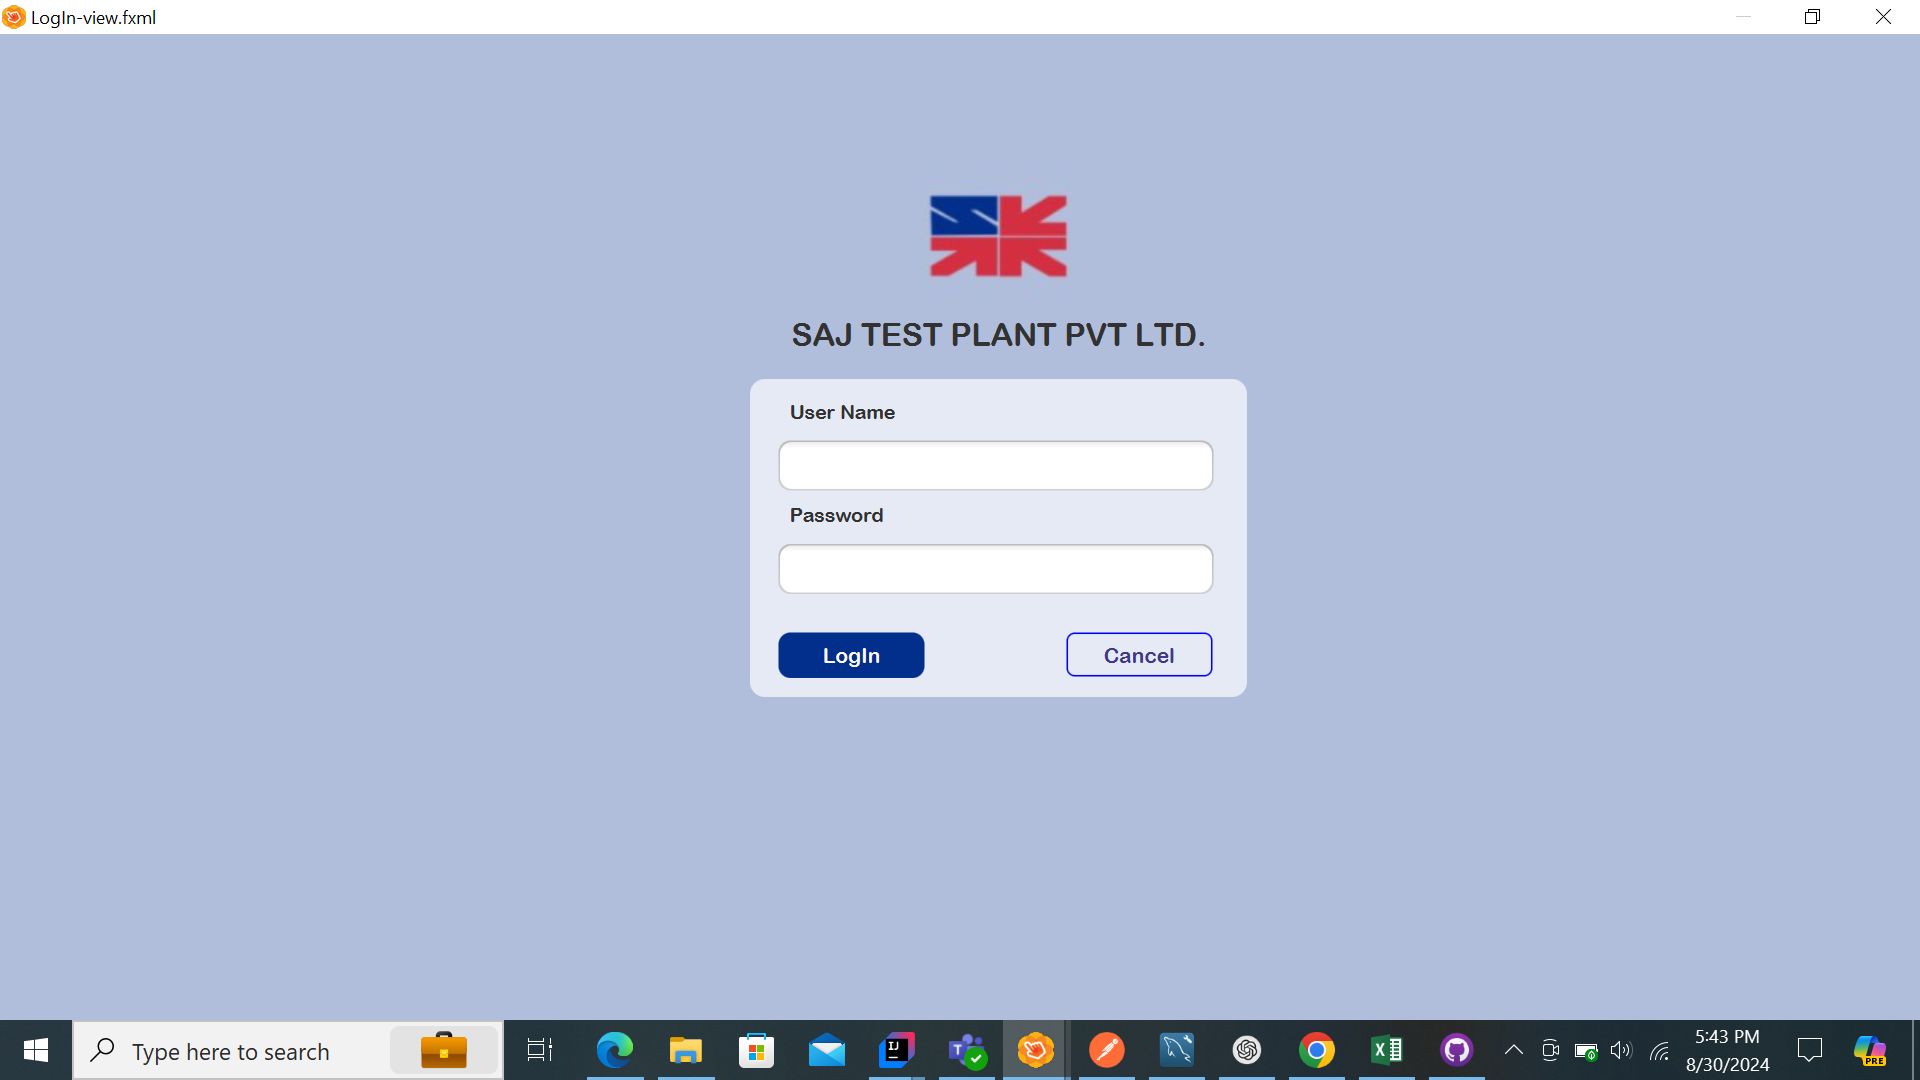 LogIn-view.fxml
SAJ TEST PLANT PVT LTD.
User Name
Password
LogIn
Cancel
Type here to search
5:43 PM
8/30/2024
PRE